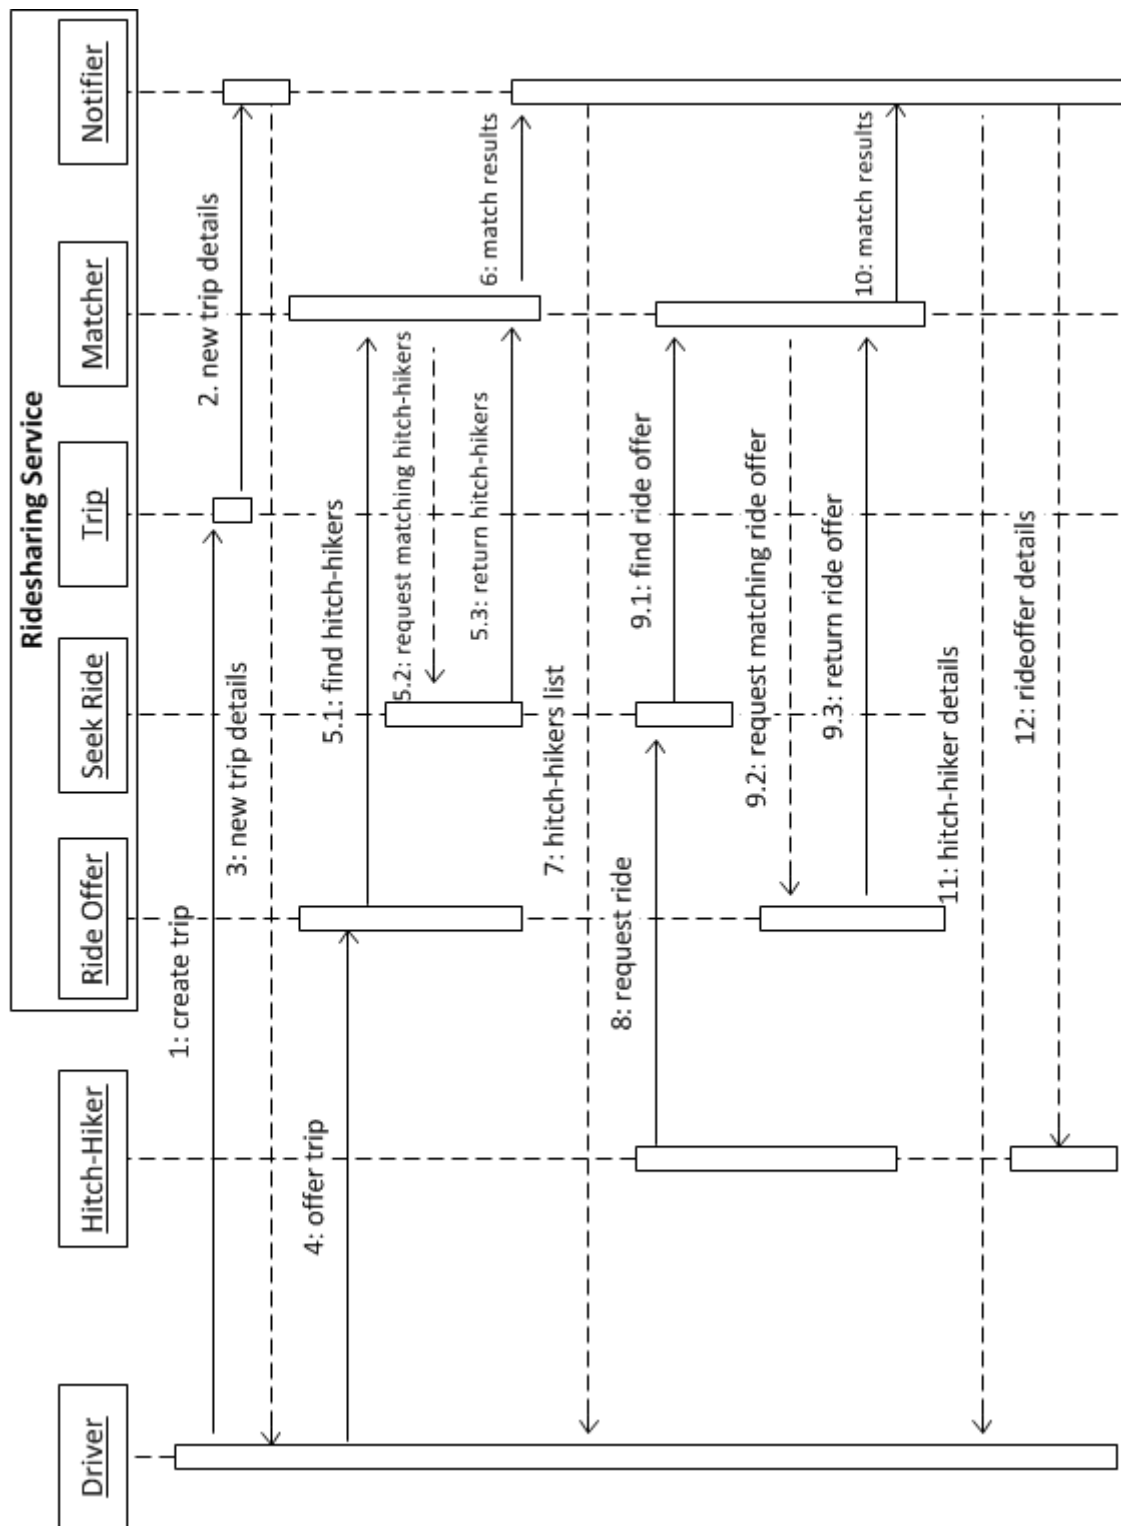 Ridesharing Service
Driver
Hitch-Hiker
Ride Offer
Seek Ride
Trip
Matcher
Notifier
1: create trip
2. new trip details
3: new trip details
4: offer trip
5.1: find hitch-hikers
5.2: request matching hitch-hikers
5.3: return hitch-hikers
6: match results
7: hitch-hikers list
8: request ride
9.1: find ride offer
9.2: request matching ride offer
9.3: return ride offer
10: match results
11: hitch-hiker details
12: rideoffer details